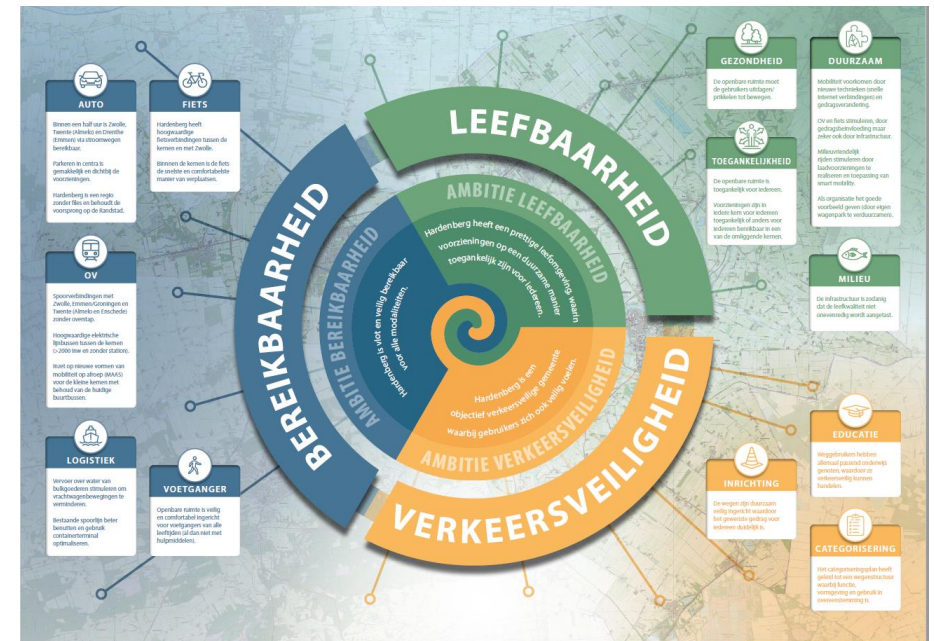 AUTO
Binnen een half uur is Zwolle,
Twente (Almelo) en Drenthe
(Emmen) via stroomwegen
bereikbaar.
Parkeren in centra is
gemakkelijk en dichtbij de
voorzieningen.
Hardenberg is een regio
zonder files en behoudt de
voorsprong op de Randstad.
FIETS
Hardenberg heeft
hoogwaardige
fietsverbindingen tussen de
kernen en met Zwolle.
Binnen de kernen is de fiets
de snelste en comfortabelste
manier van verplaatsen.
OV
Spoorverbindingen met
Zwolle, Emmen/Groningen en
Twente (Almelo en Enschede)
zonder overstap.
Hoogwaardige elektrische
lijnbussen tussen de kernen
(>2000 inw en zonder station).
Inzet op nieuwe vormen van
mobiliteit op afroep (MAAS)
voor de kleine kernen met
behoud van de huidige
buurtbussen.
LOGISTIEK
Vervoer over water van
bulkgoederen stimuleren om
vrachtwagenbewegingen te
verminderen.
Bestaande spoorlijn beter
benutten en gebruik
containerterminal
optimaliseren.
VOETGANGER
Openbare ruimte is veilig
en comfortabel ingericht
voor voetgangers van alle
leeftijden (al dan niet met
hulpmiddelen).
BEREIKBAARHEID
AMBITIE BEREIKBAARHEID
Hardenberg is vlot en veilig bereikbaar
voor alle modaliteiten.
LEEFBAARHEID
AMBITIE LEEFBAARHEID
Hardenberg heeft een prettige leefomgeving, waarin
voorzieningen op een duurzame manier
toegankelijk zijn voor iedereen.
Hardenberg is een
objectief verkeersveilige gemeente
waarbij gebruikers zich ook veilig voelen.
AMBITIE VERKEERSVEILIGHEID
VERKEERSVEILIGHEID
GEZONDHEID
De openbare ruimte moet
de gebruikers uitdagen/
prikkelen tot bewegen.
DUURZAAM
Mobiliteit voorkomen door
nieuwe technieken (snelle
internet verbindingen) en
gedragsverandering.
OV en fiets stimuleren, door
gedragsbeïnvloeding maar
zeker ook door infrastructuur.
Milieuvriendelijk
rijden stimuleren door
laadvoorzieningen te
realiseren en toepassing van
smart mobility.
Als organisatie het goede
voorbeeld geven (door eigen
wagenpark te verduurzamen).
TOEGANKELIJKHEID
De openbare ruimte is
toegankelijk voor iedereen.
Voorzieningen zijn in
iedere kern voor iedereen
toegankelijk of anders voor
iedereen bereikbaar in een
van de omliggende kernen.
MILIEU
De infrastructuur is zodanig
dat de leefkwaliteit niet
onevenredig wordt aangetast.
EDUCATIE
Weggebruikers hebben
allemaal passend onderwijs
genoten, waardoor ze
verkeersveilig kunnen
handelen.
INRICHTING
De wegen zijn duurzaam
veilig ingericht waardoor
het gewenste gedrag voor
iedereen duidelijk is.
CATEGORISERING
Het categoriseringsplan heeft
geleid tot een wegenstructuur
waarbij functie,
vormgeving en gebruik in
overeenstemming is.